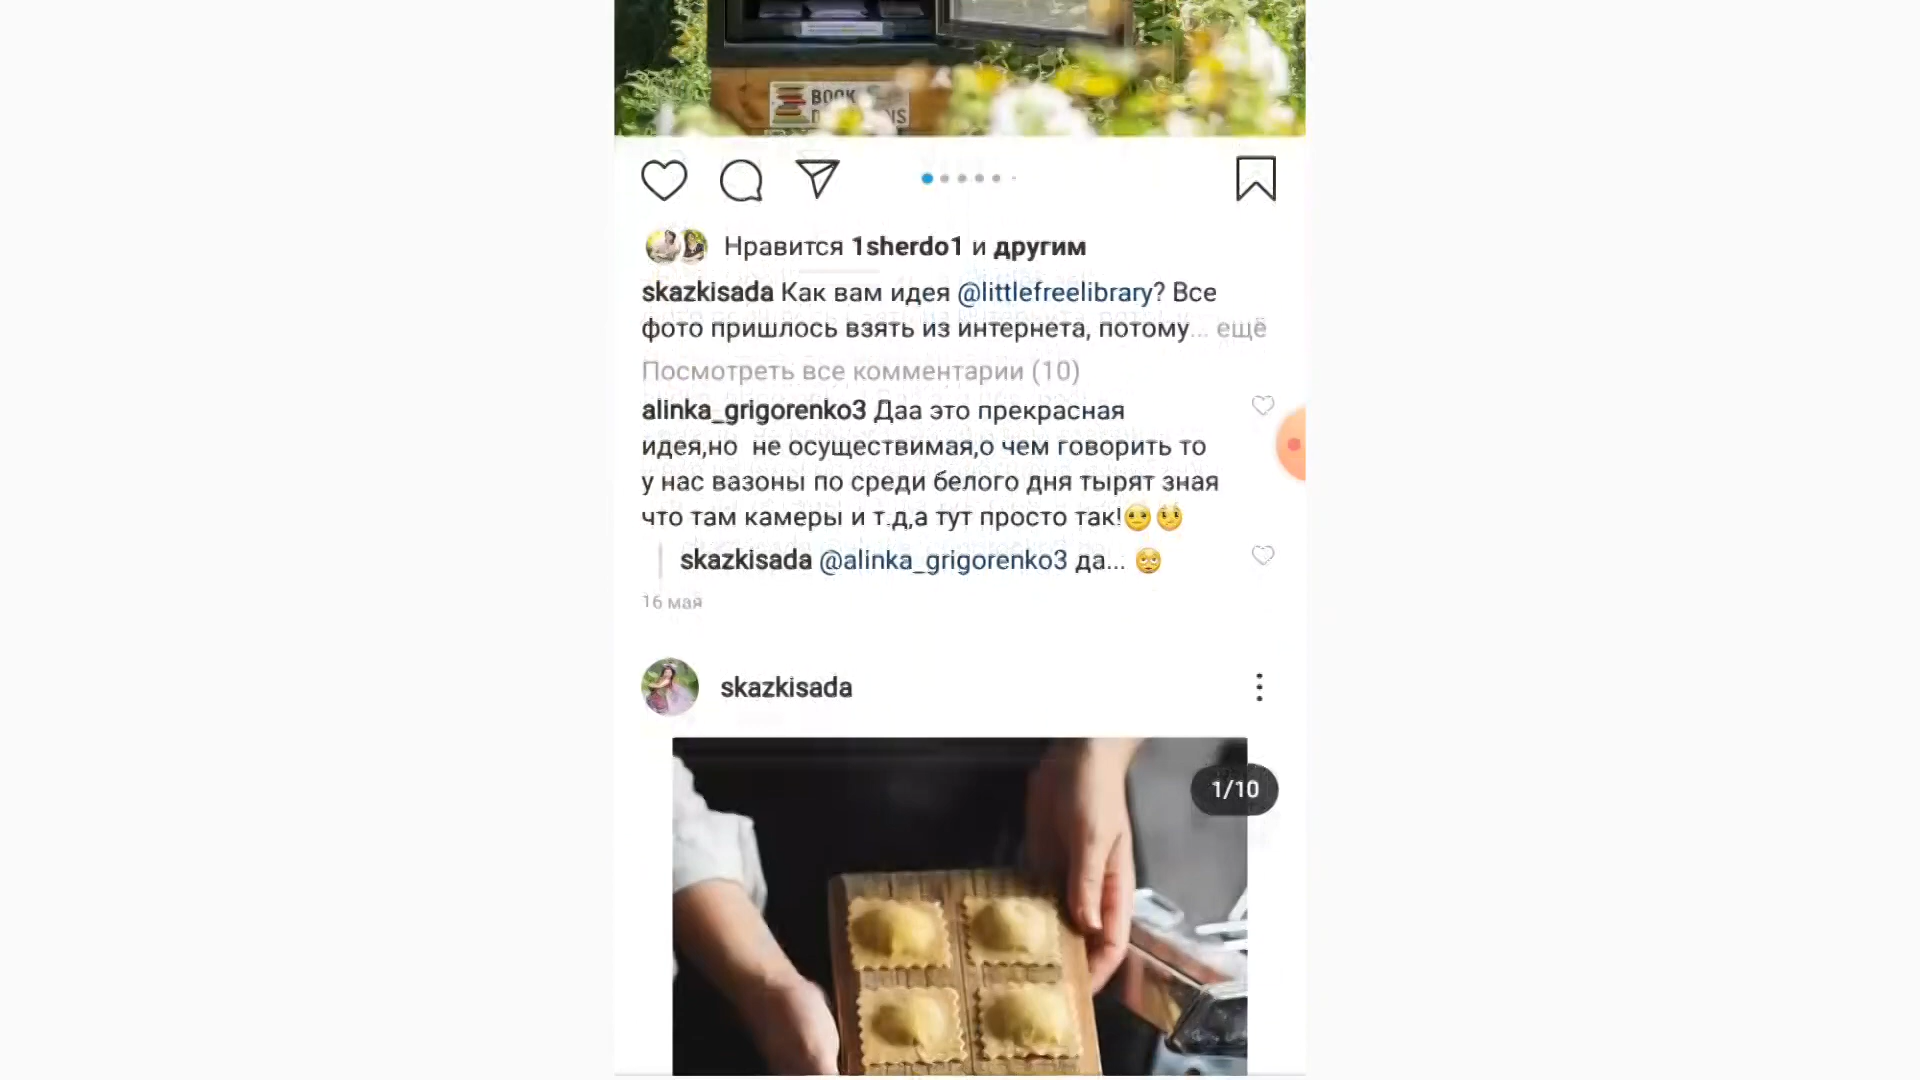 BOOK
Нравится 1sherdo1 и другим
skazkisada Как вам идея @littlefreelibrary? Все
фото пришлось взять из интернета, потому... ещё
Посмотреть все комментарии (10)
alinka_grigorenko3 Даа это прекрасная
идея,но не осуществимая,о чем говорить то
у нас вазоны по среди белого дня тырят зная
что там камеры и т.д,а тут просто так!🙄🤨
skazkisada @alinka_grigorenko3 да... 😳
16 мая
skazkisada
1/10